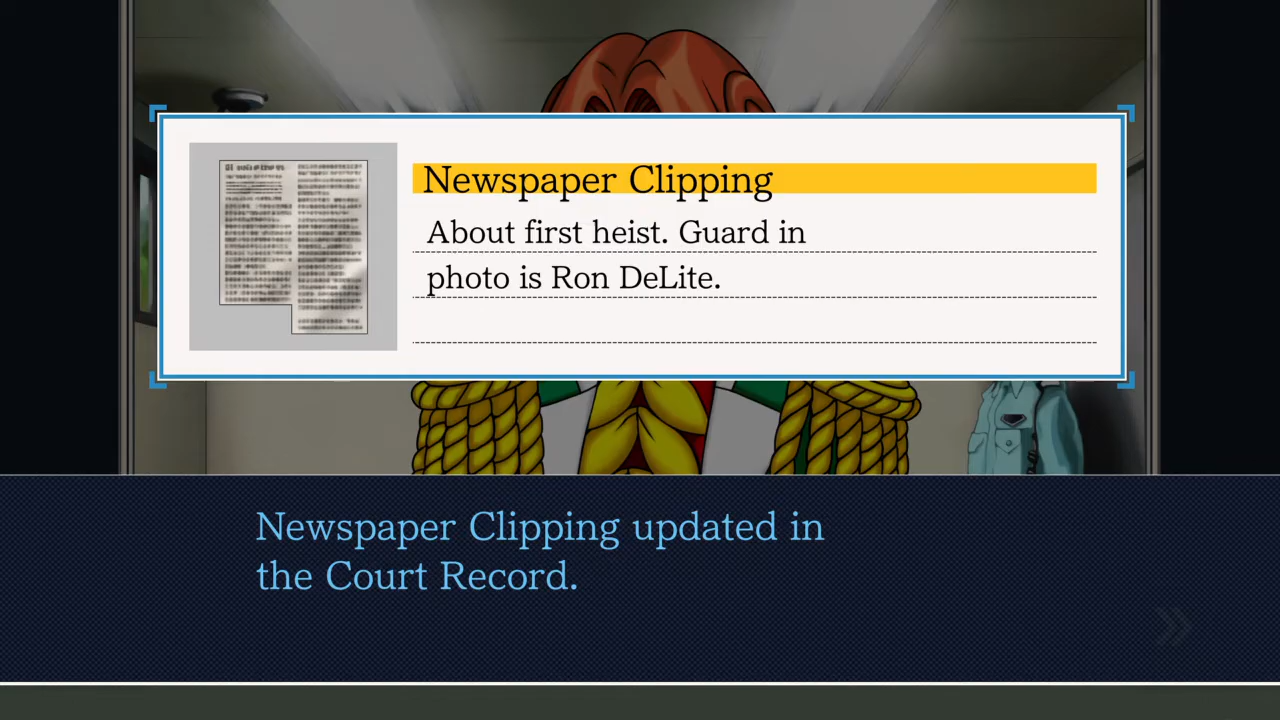 Newspaper Clipping
About first heist. Guard in
photo is Ron DeLite.
Newspaper Clipping updated in
the Court Record.